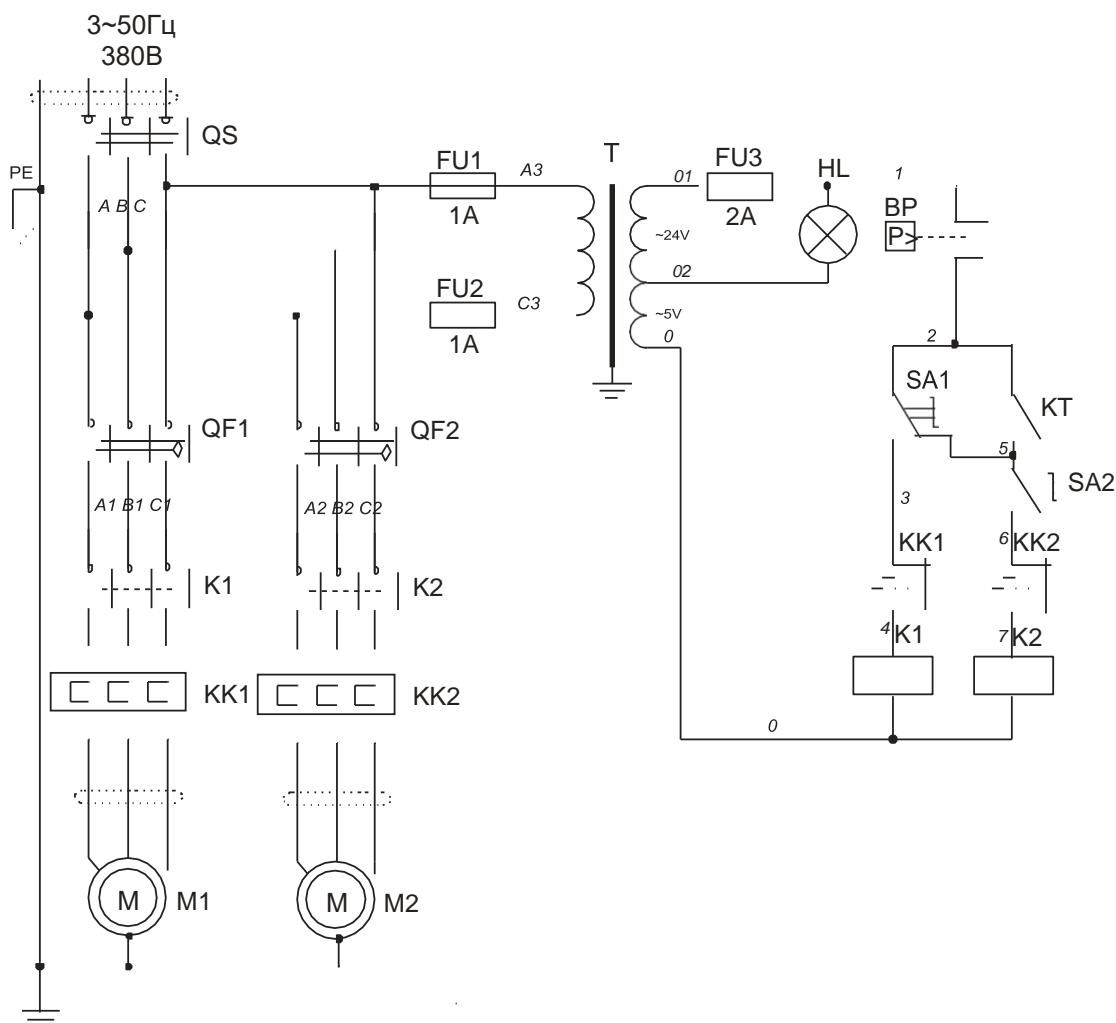 3~50Гц
380В
QS
PE
A B C
FU1
1A
A3
FU2
1A
C3
T
01
~24V
02
~5V
0
FU3
2A
HL
1
BP
P>
2
SA1
KT
5
SA2
3
KK1
6
KK2
4
K1
7
K2
0
QF1
QF2
A1 B1 C1
A2 B2 C2
K1
K2
KK1
KK2
M
M1
M
M2